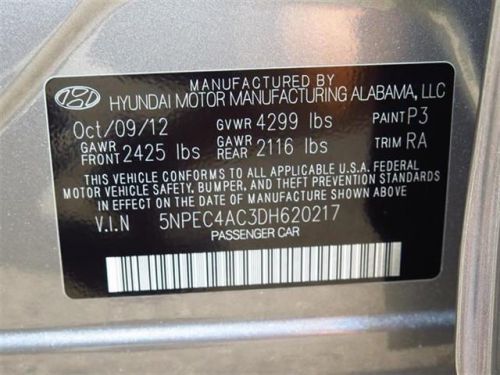 MANUFACTURED BY
HYUNDAI MOTOR MANUFACTURING ALABAMA, LLC
Oct/09/12 GVWR 4299 lbs PAINT P3
GAWR FRONT 2425 lbs GAWR REAR 2116 lbs TRIM RA
THIS VEHICLE CONFORMS TO ALL APPLICABLE U.S.A. FEDERAL
MOTOR VEHICLE SAFETY, BUMPER, AND THEFT PREVENTION STANDARDS
IN EFFECT ON THE DATE OF MANUFACTURE SHOWN ABOVE.
V.I.N 5NPEC4AC3DH620217
PASSENGER CAR